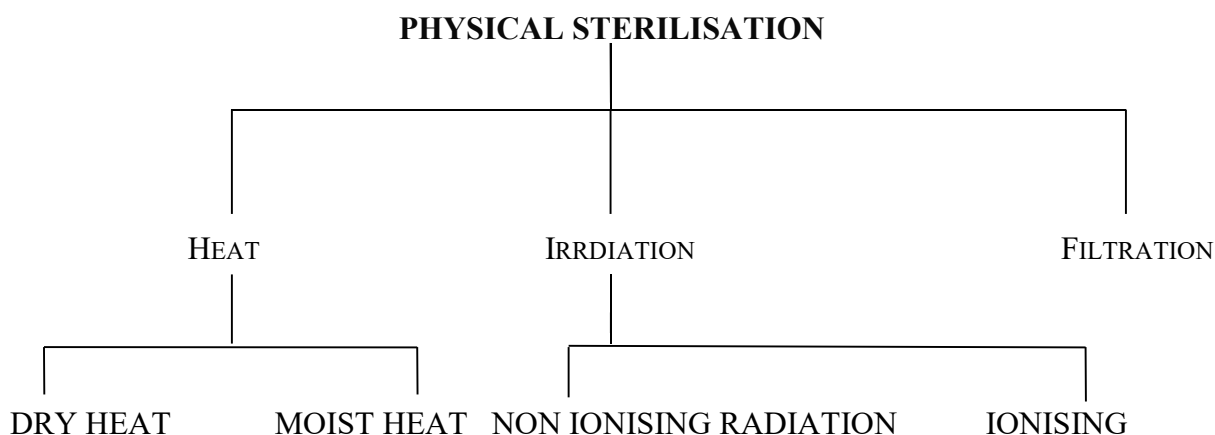 PHYSICAL STERILISATION
HEAT IRRDIATION FILTRATION
DRY HEAT MOIST HEAT NON IONISING RADIATION IONISING